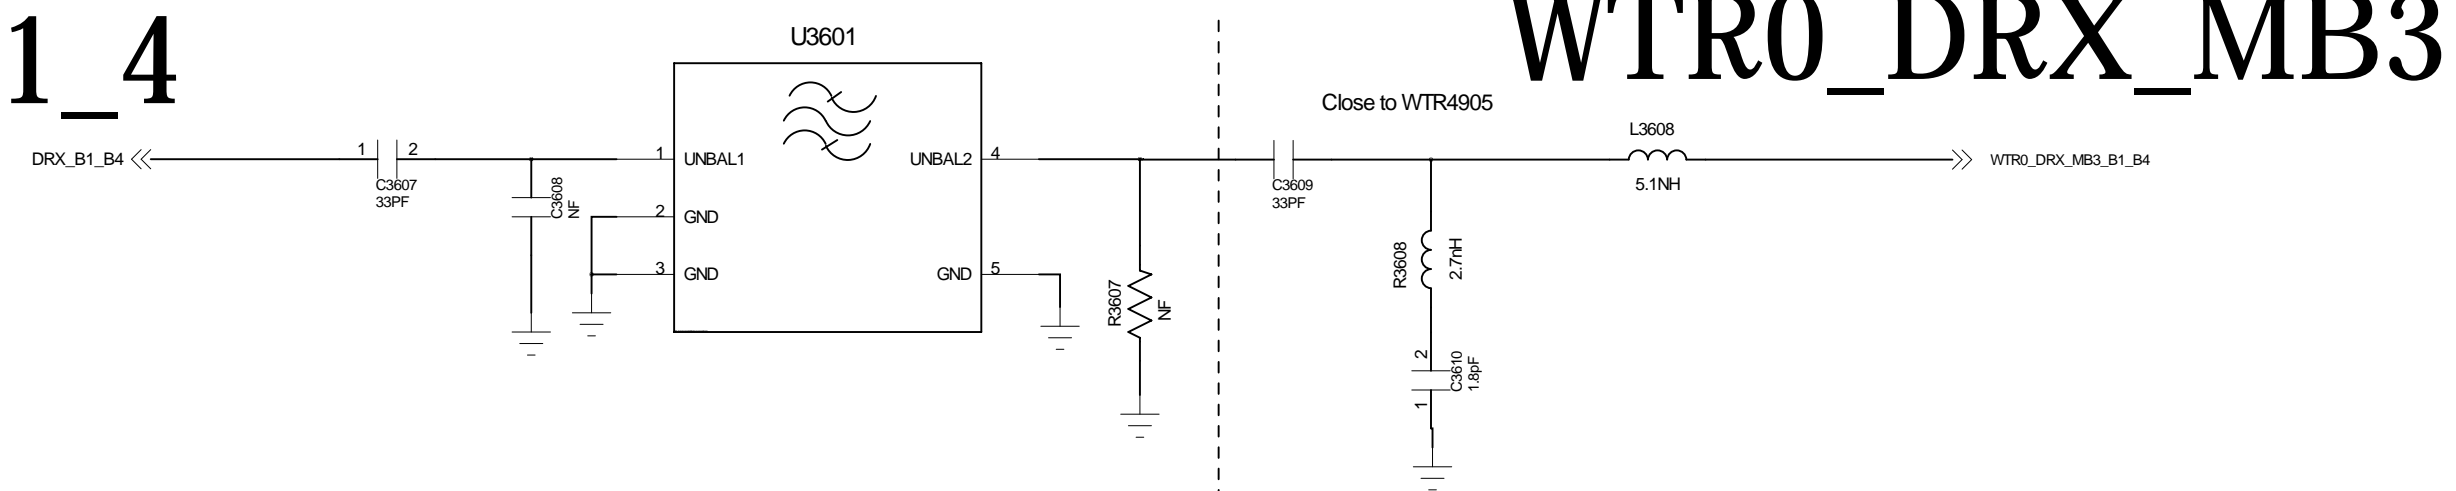 1_4
WTR0_DRX_MB3
U3601
Close to WTR4905
DRX_B1_B4
1
2
C3607
33PF
C3608
NF
1
UNBAL1
2
GND
3
GND
UNBAL2
4
GND
5
R3607
NF
C3609
33PF
L3608
5.1NH
WTR0_DRX_MB3_B1_B4
R3608
2.7nH
2
C3610
1.8pF
1